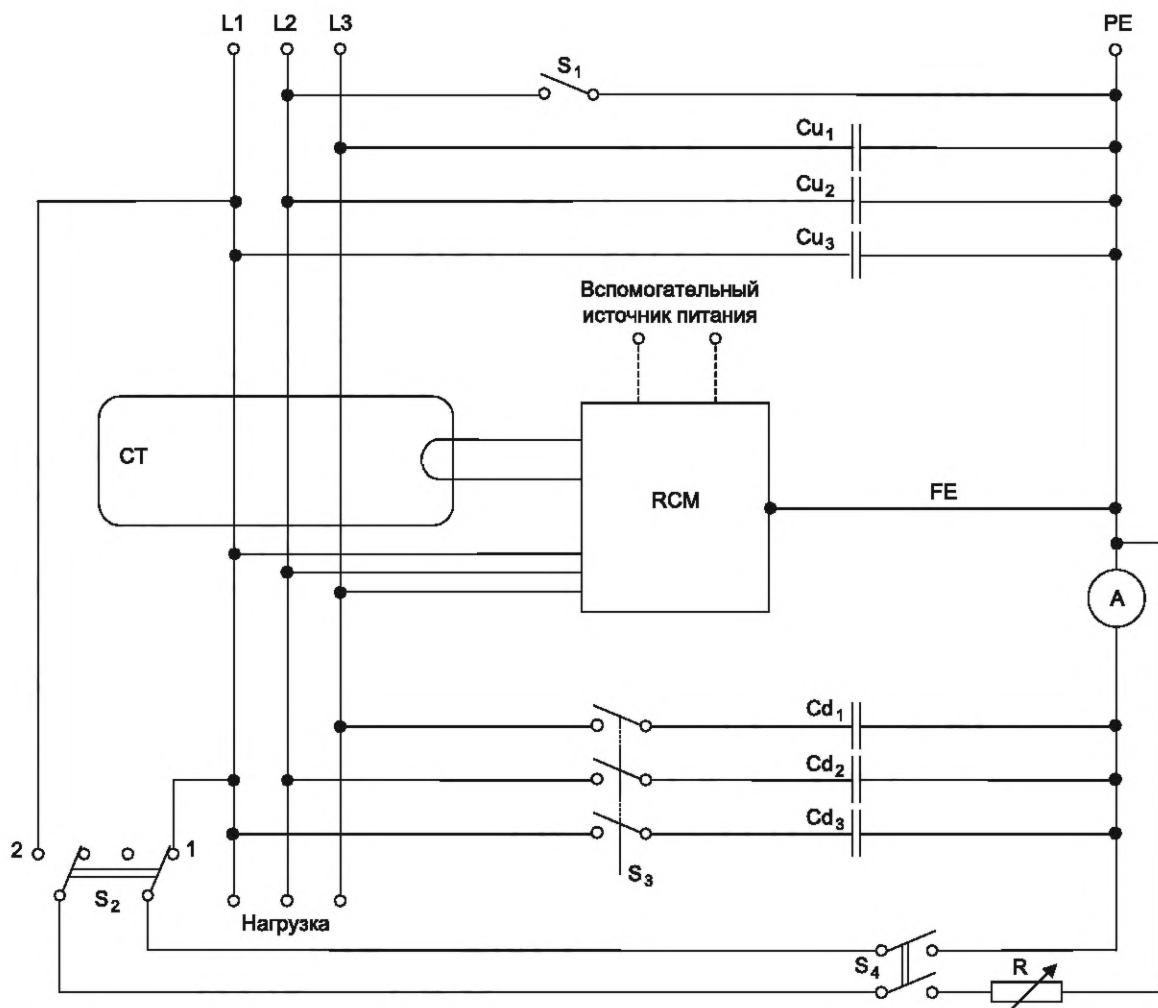 L1 L2 L3 PE
S1
Cu1
Cu2
Cu3
Вспомогательный
источник питания
CT
RCM
FE
A
Cd1
Cd2
Cd3
2
1
S2
S3
Нагрузка
S4
R